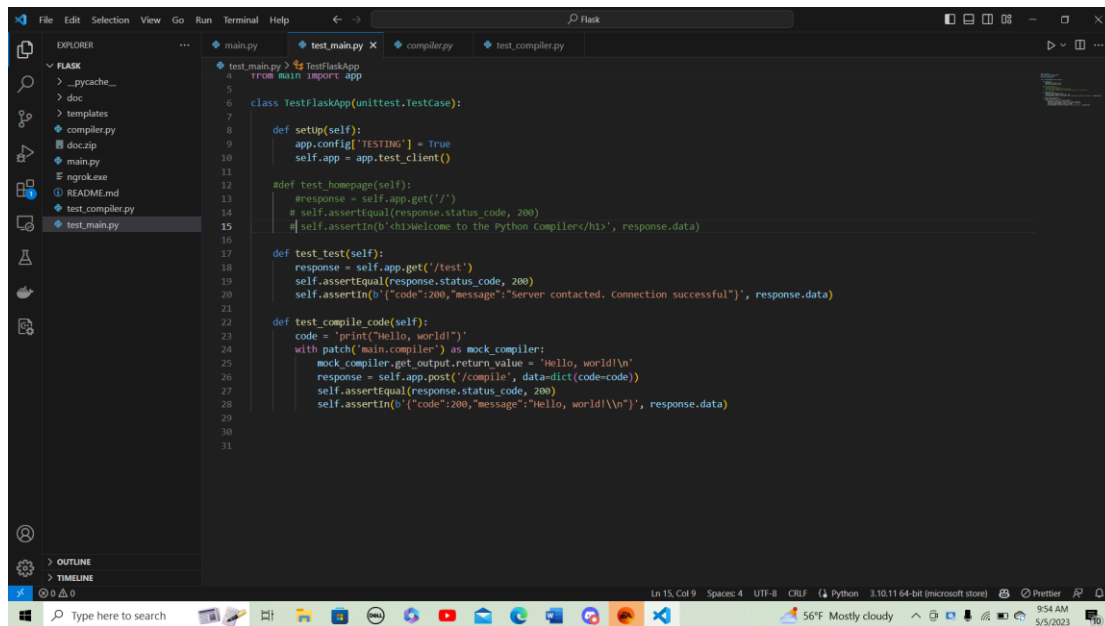 File Edit Selection View Go Run Terminal Help
Flask
EXPLORER
main.py
test_main.py
compiler.py
test_compiler.py
FLASK
__pycache__
doc
templates
compiler.py
doc.zip
main.py
ngrok.exe
README.md
test_compiler.py
test_main.py
OUTLINE
TIMELINE
test_main.py > TestFlaskApp
4 from main import app
5
6 class TestFlaskApp(unittest.TestCase):
7
8 def setUp(self):
9 app.config['TESTING'] = True
10 self.app = app.test_client()
11
12 #def test_homepage(self):
13 #response = self.app.get('/')
14 # self.assertEqual(response.status_code, 200)
15 # self.assertIn(b'<h1>Welcome to the Python Compiler</h1>', response.data)
16
17 def test_test(self):
18 response = self.app.get('/test')
19 self.assertEqual(response.status_code, 200)
20 self.assertIn(b'{"code":200,"message":"Server contacted. Connection successful"}', response.data)
21
22 def test_compile_code(self):
23 code = 'print("Hello, world!")'
24 with patch('main.compiler') as mock_compiler:
25 mock_compiler.get_output.return_value = 'Hello, world!\n'
26 response = self.app.post('/compile', data=dict(code=code))
27 self.assertEqual(response.status_code, 200)
28 self.assertIn(b'{"code":200,"message":"Hello, world!\\n"}', response.data)
29
30
31
0 0
Ln 15, Col 9 Spaces: 4 UTF-8 CRLF Python 3.10.11 64-bit (microsoft store) Prettier
Type here to search
DELL
56°F Mostly cloudy
9:54 AM
5/5/2023